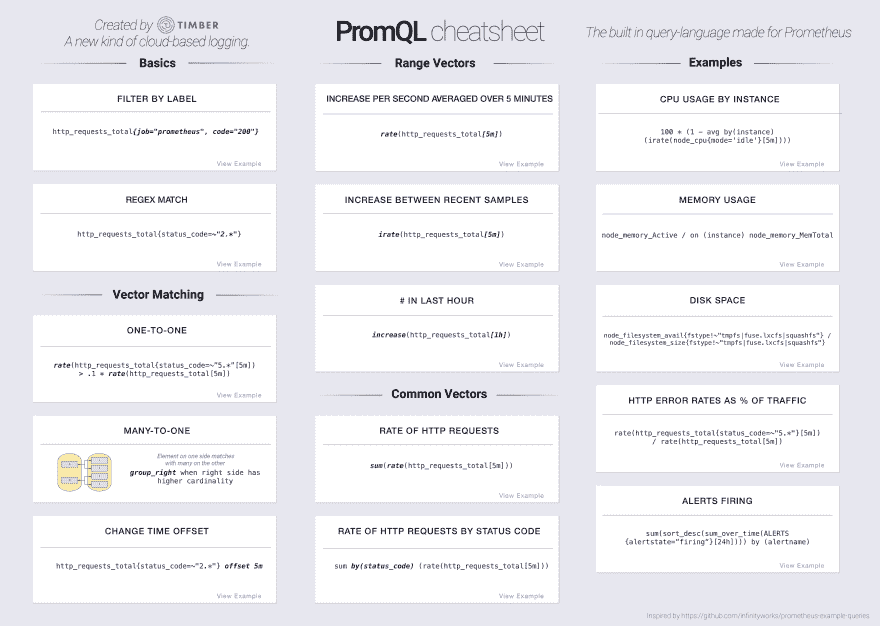 Created by TIMBER
A new kind of cloud-based logging.
PromQL cheatsheet
The built in query-language made for Prometheus
Basics
FILTER BY LABEL
http_requests_total{job="prometheus", code="200"}
View Example
REGEX MATCH
http_requests_total{status_code=~"2.*"}
View Example
Vector Matching
ONE-TO-ONE
rate(http_requests_total{status_code=~"5.*"[5m])
> .1 * rate(http_requests_total[5m])
View Example
MANY-TO-ONE
Element on one side matches
with many on the other
group_right when right side has
higher cardinality
CHANGE TIME OFFSET
http_requests_total{status_code=~"2.*"} offset 5m
View Example
Range Vectors
INCREASE PER SECOND AVERAGED OVER 5 MINUTES
rate(http_requests_total[5m])
View Example
INCREASE BETWEEN RECENT SAMPLES
irate(http_requests_total[5m])
View Example
# IN LAST HOUR
increase(http_requests_total[1h])
View Example
Common Vectors
RATE OF HTTP REQUESTS
sum(rate(http_requests_total[5m]))
View Example
RATE OF HTTP REQUESTS BY STATUS CODE
sum by(status_code) (rate(http_requests_total[5m]))
View Example
Examples
CPU USAGE BY INSTANCE
100 * (1 - avg by(instance)
(irate(node_cpu{mode='idle'}[5m])))
View Example
MEMORY USAGE
node_memory_Active / on (instance) node_memory_MemTotal
View Example
DISK SPACE
node_filesystem_avail{fstype!~"tmpfs|fuse.lxcfs|squashfs"} /
node_filesystem_size{fstype!~"tmpfs|fuse.lxcfs|squashfs"}
View Example
HTTP ERROR RATES AS % OF TRAFFIC
rate(http_requests_total{status_code=~"5.*"}[5m])
/ rate(http_requests_total[5m])
View Example
ALERTS FIRING
sum(sort_desc(sum_over_time(ALERTS
{alertstate="firing"}[24h]))) by (alertname)
View Example
Inspired by https://github.com/infinityworks/prometheus-example-queries